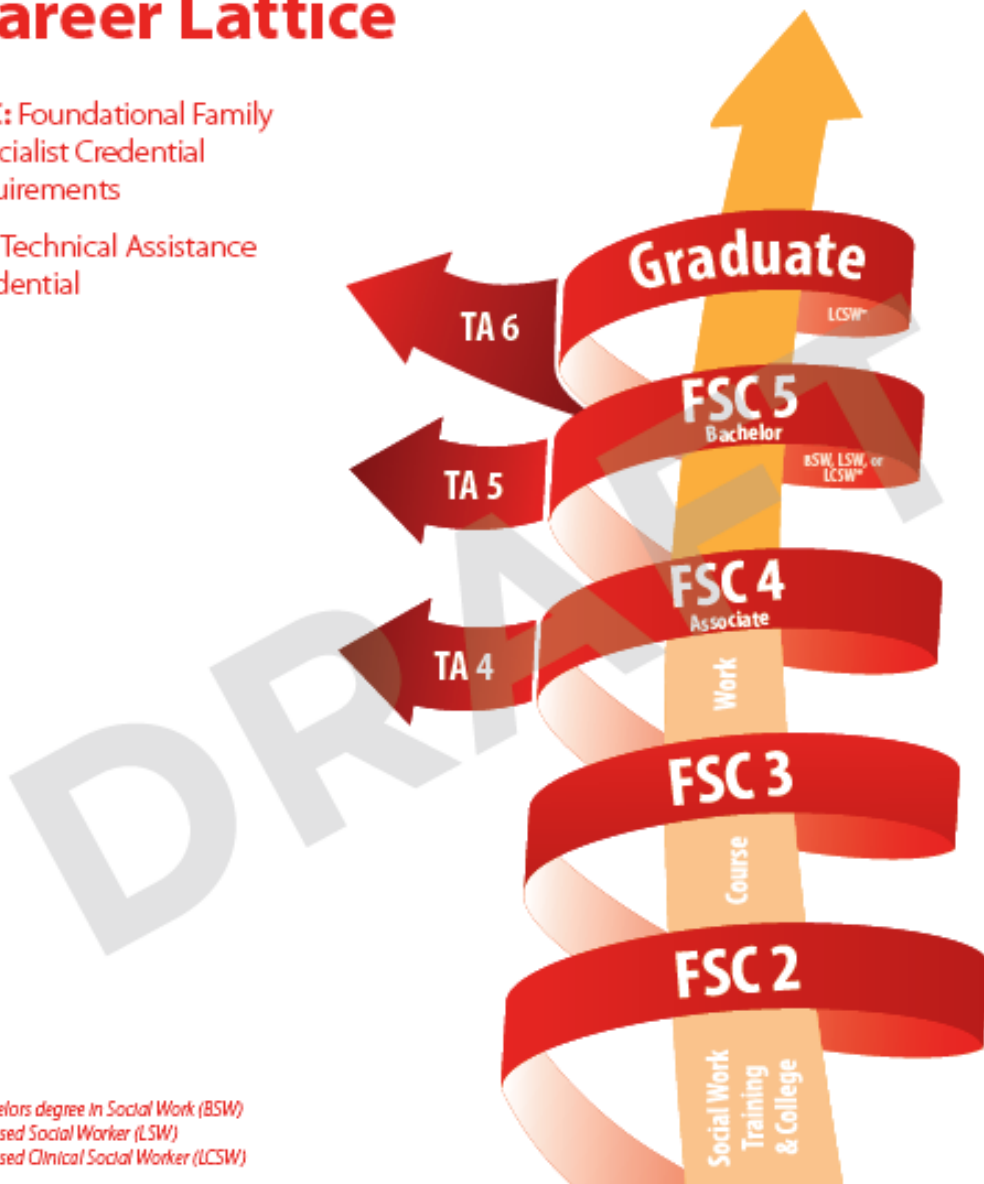 areer Lattice
C: Foundational Family
cialist Credential
uirements
Technical Assistance
dential
Graduate
LCSW*
TA 6
FSC 5
Bachelor
BSW, LSW, or
LCSW*
TA 5
FSC 4
Associate
TA 4
Work
FSC 3
Course
FSC 2
Social Work
Training
& College
DRAFT
elors degree in Social Work (BSW)
sed Social Worker (LSW)
sed Clinical Social Worker (LCSW)